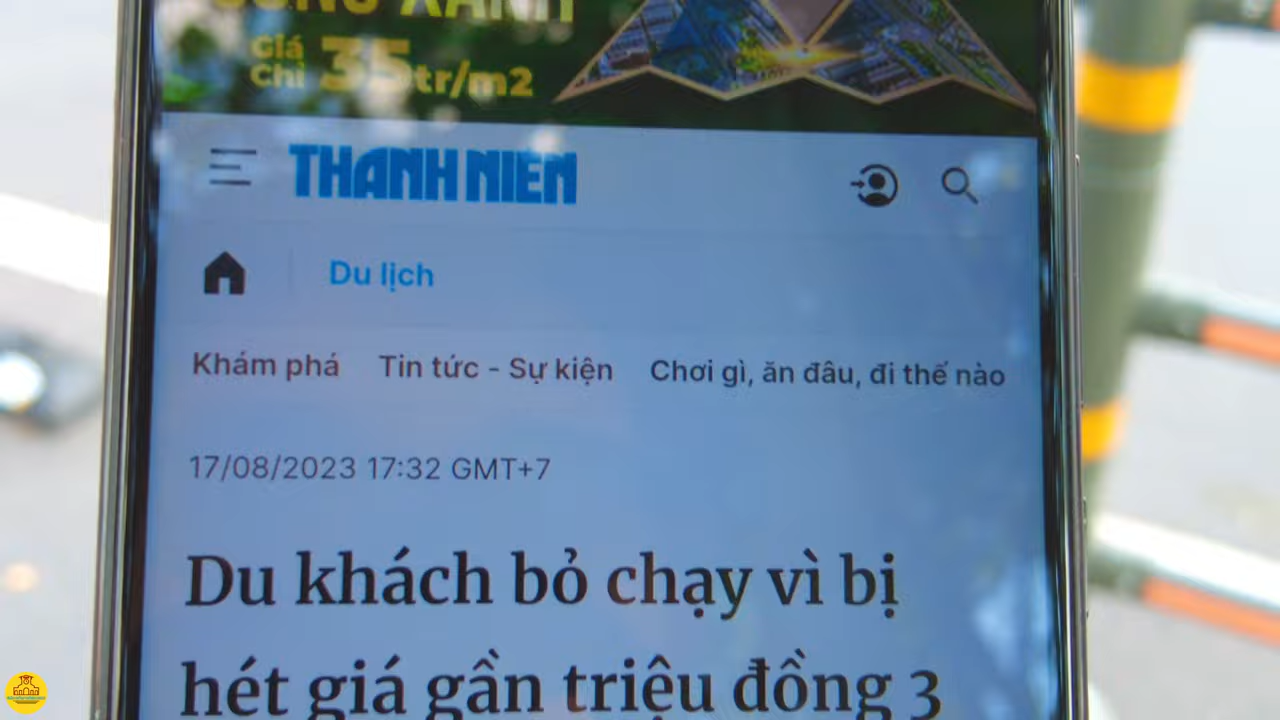 Giá
Chỉ 35tr/m2
THANH NIÊN
Du lịch
Khám phá Tin tức - Sự kiện Chơi gì, ăn đâu, đi thế nào
17/08/2023 17:32 GMT+7
Du khách bỏ chạy vì bị
hét giá gần triệu đồng 3